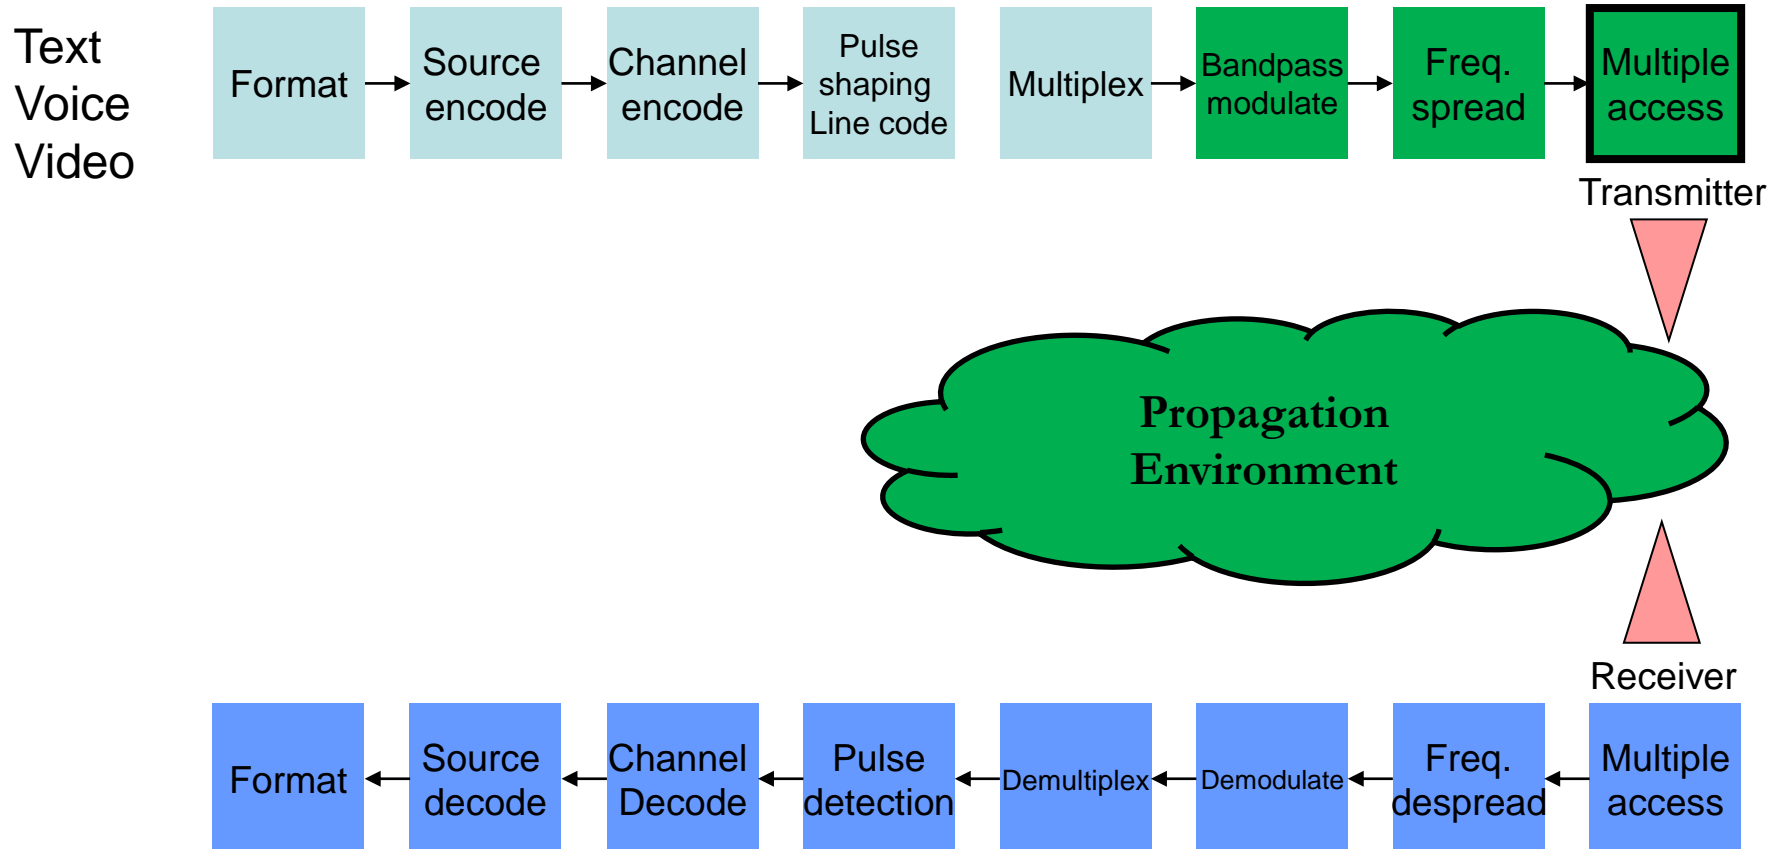 Text
Voice
Video
Format
Source
encode
Channel
encode
Pulse
shaping
Line code
Multiplex
Bandpass
modulate
Freq.
spread
Multiple
access
Transmitter
Propagation
Environment
Receiver
Format
Source
decode
Channel
Decode
Pulse
detection
Demultiplex
Demodulate
Freq.
despread
Multiple
access